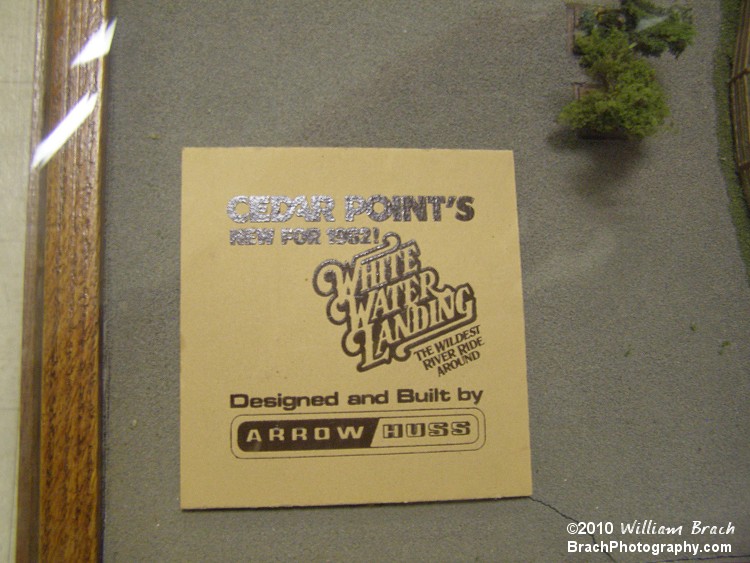 CEDAR POINT'S
NEW FOR 1982!
WHITE
WATER
LANDING
THE WILDEST
RIVER RIDE
AROUND
Designed and Built by
ARROW HUSS
©2010 William Brach
BrachPhotography.com